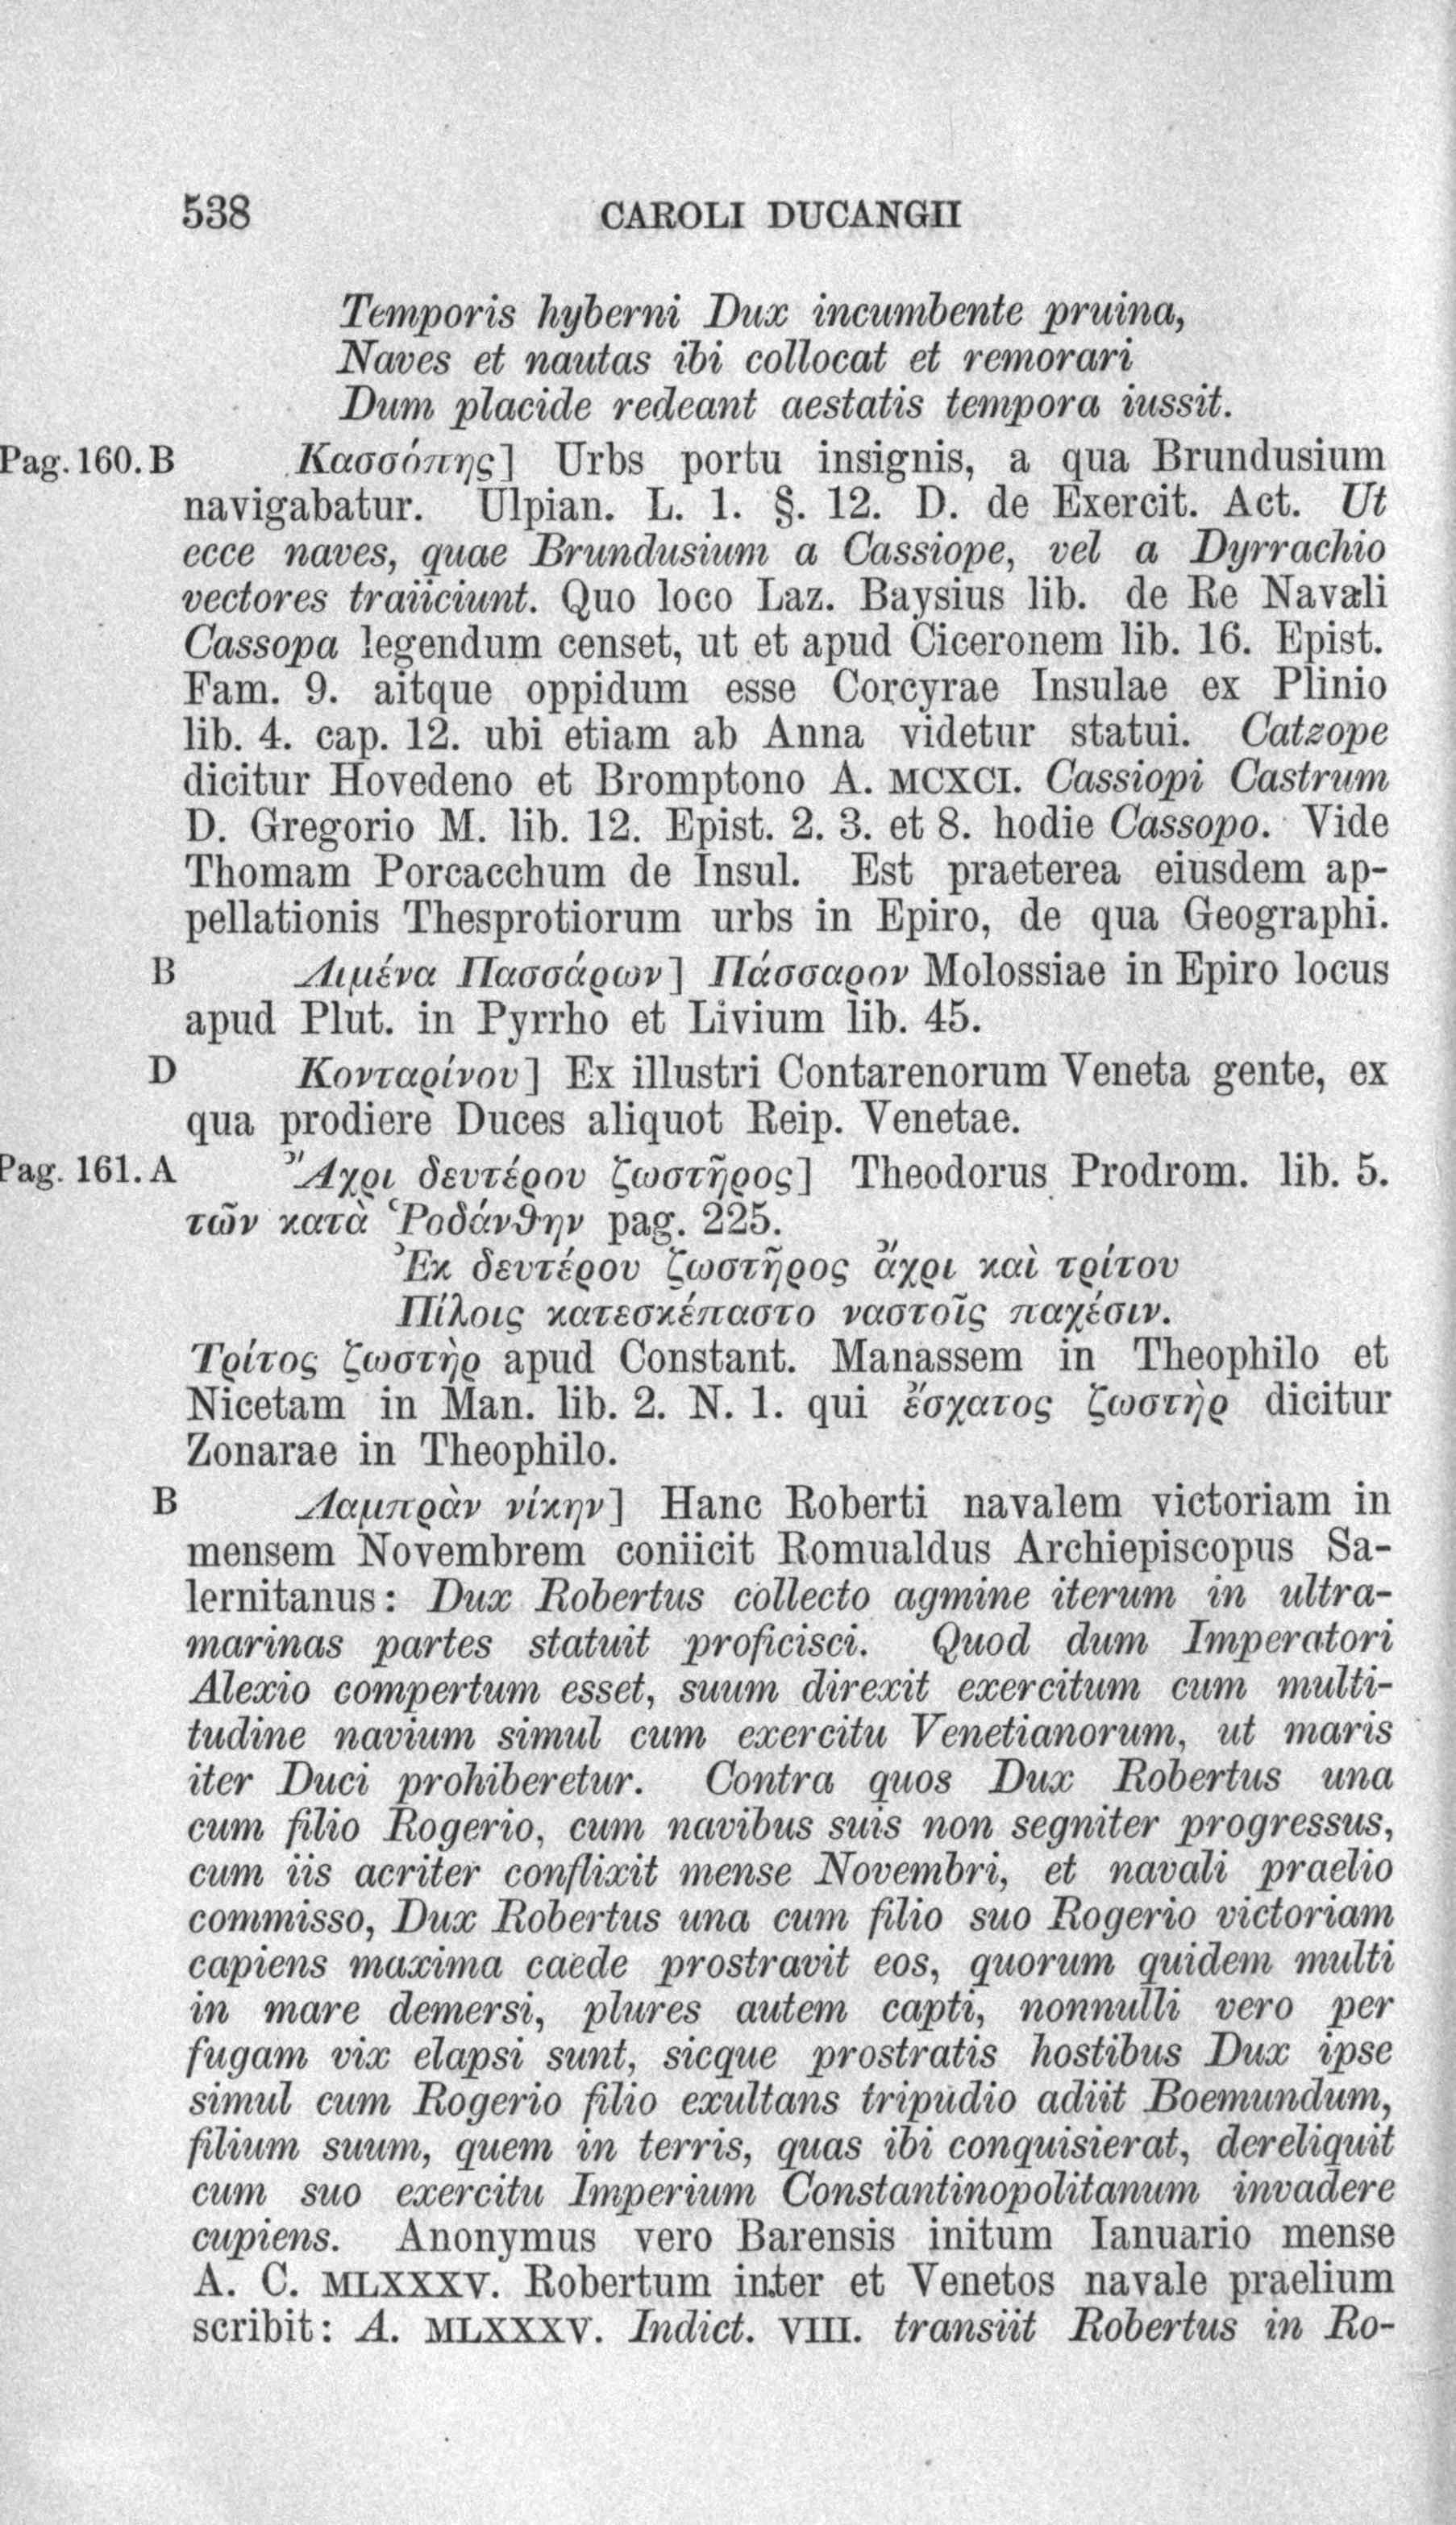 538 CAROLI DUCANGII
Temporis hyberni Dux incumbente pruina,
Naves et nautas ibi collocat et remorari
Dum placide redeant aestatis tempora iussit.
Pag. 160. B Κασσόπης] Urbs portu insignis, a qua Brundusium
navigabatur. Ulpian. L. 1. §. 12. D. de Exercit. Act. Ut
ecce naves, quae Brundusium a Cassiope, vel a Dyrrachio
vectores traiiciunt. Quo loco Laz. Baysius lib. de Re Navali
Cassopa legendum censet, ut et apud Ciceronem lib. 16. Epist.
Fam. 9. aitque oppidum esse Corcyrae Insulae ex Plinio
lib. 4. cap. 12. ubi etiam ab Anna videtur statui. Catzope
dicitur Hovedeno et Bromptono A. MCXCI. Cassiopi Castrum
D. Gregorio M. lib. 12. Epist. 2. 3. et 8. hodie Cassopo. Vide
Thomam Porcacchum de Insul. Est praeterea eiusdem ap-
pellationis Thesprotiorum urbs in Epiro, de qua Geographi.
B Λιμένα Πασσάρων] Πάσσαρον Molossiae in Epiro locus
apud Plut. in Pyrrho et Livium lib. 45.
D Κονταρίνου] Ex illustri Contarenorum Veneta gente, ex
qua prodiere Duces aliquot Reip. Venetae.
Pag. 161. A Ἄχρι δευτέρου ζωστῆρος] Theodorus Prodrom. lib. 5.
τῶν κατὰ Ῥοδάνθην pag. 225.
Ἐκ δευτέρου ζωστῆρος ἄχρι καὶ τρίτου
Πίλοις κατεσκέπαστο ναστοῖς παχέσιν.
Τρίτος ζωστὴρ apud Constant. Manassem in Theophilo et
Nicetam in Man. lib. 2. N. 1. qui ἔσχατος ζωστὴρ dicitur
Zonarae in Theophilo.
B Λαμπρὰν νίκην] Hanc Roberti navalem victoriam in
mensem Novembrem coniicit Romualdus Archiepiscopus Sa-
lernitanus: Dux Robertus collecto agmine iterum in ultra-
marinas partes statuit proficisci. Quod dum Imperatori
Alexio compertum esset, suum direxit exercitum cum multi-
tudine navium simul cum exercitu Venetianorum, ut maris
iter Duci prohiberetur. Contra quos Dux Robertus una
cum filio Rogerio, cum navibus suis non segniter progressus,
cum iis acriter conflixit mense Novembri, et navali praelio
commisso, Dux Robertus una cum filio suo Rogerio victoriam
capiens maxima caede prostravit eos, quorum quidem multi
in mare demersi, plures autem capti, nonnulli vero per
fugam vix elapsi sunt, sicque prostratis hostibus Dux ipse
simul cum Rogerio filio exultans tripudio adiit Boemundum,
filium suum, quem in terris, quas ibi conquisierat, dereliquit
cum suo exercitu Imperium Constantinopolitanum invadere
cupiens. Anonymus vero Barensis initum Ianuario mense
A. C. MLXXXV. Robertum inter et Venetos navale praelium
scribit: A. MLXXXV. Indict. VIII. transiit Robertus in Ro-